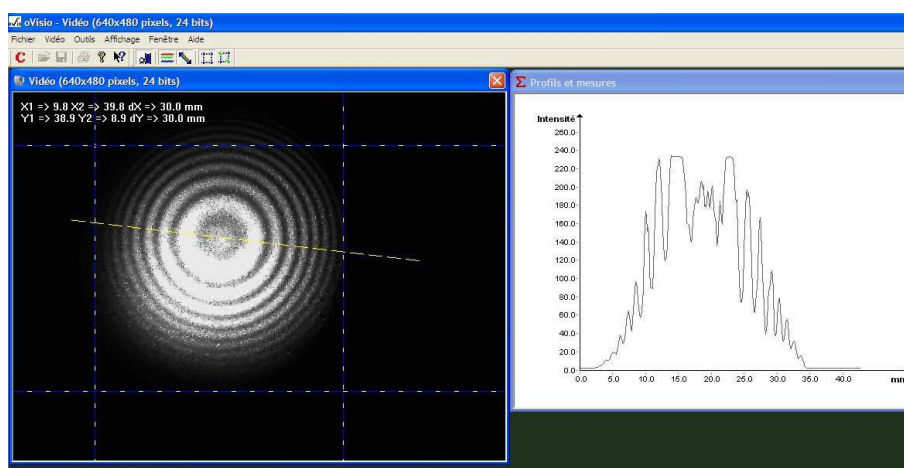 oVisio - Vidéo (640x480 pixels, 24 bits)
Fichier Vidéo Outils Affichage Fenêtre Aide
Vidéo (640x480 pixels, 24 bits)
X1 => 9.8 X2 => 39.8 dX => 30.0 mm
Y1 => 38.9 Y2 => 8.9 dY => 30.0 mm
Profils et mesures
Intensité
260.0
240.0
220.0
200.0
180.0
160.0
140.0
120.0
100.0
80.0
60.0
40.0
20.0
0.0 5.0 10.0 15.0 20.0 25.0 30.0 35.0 40.0 mm